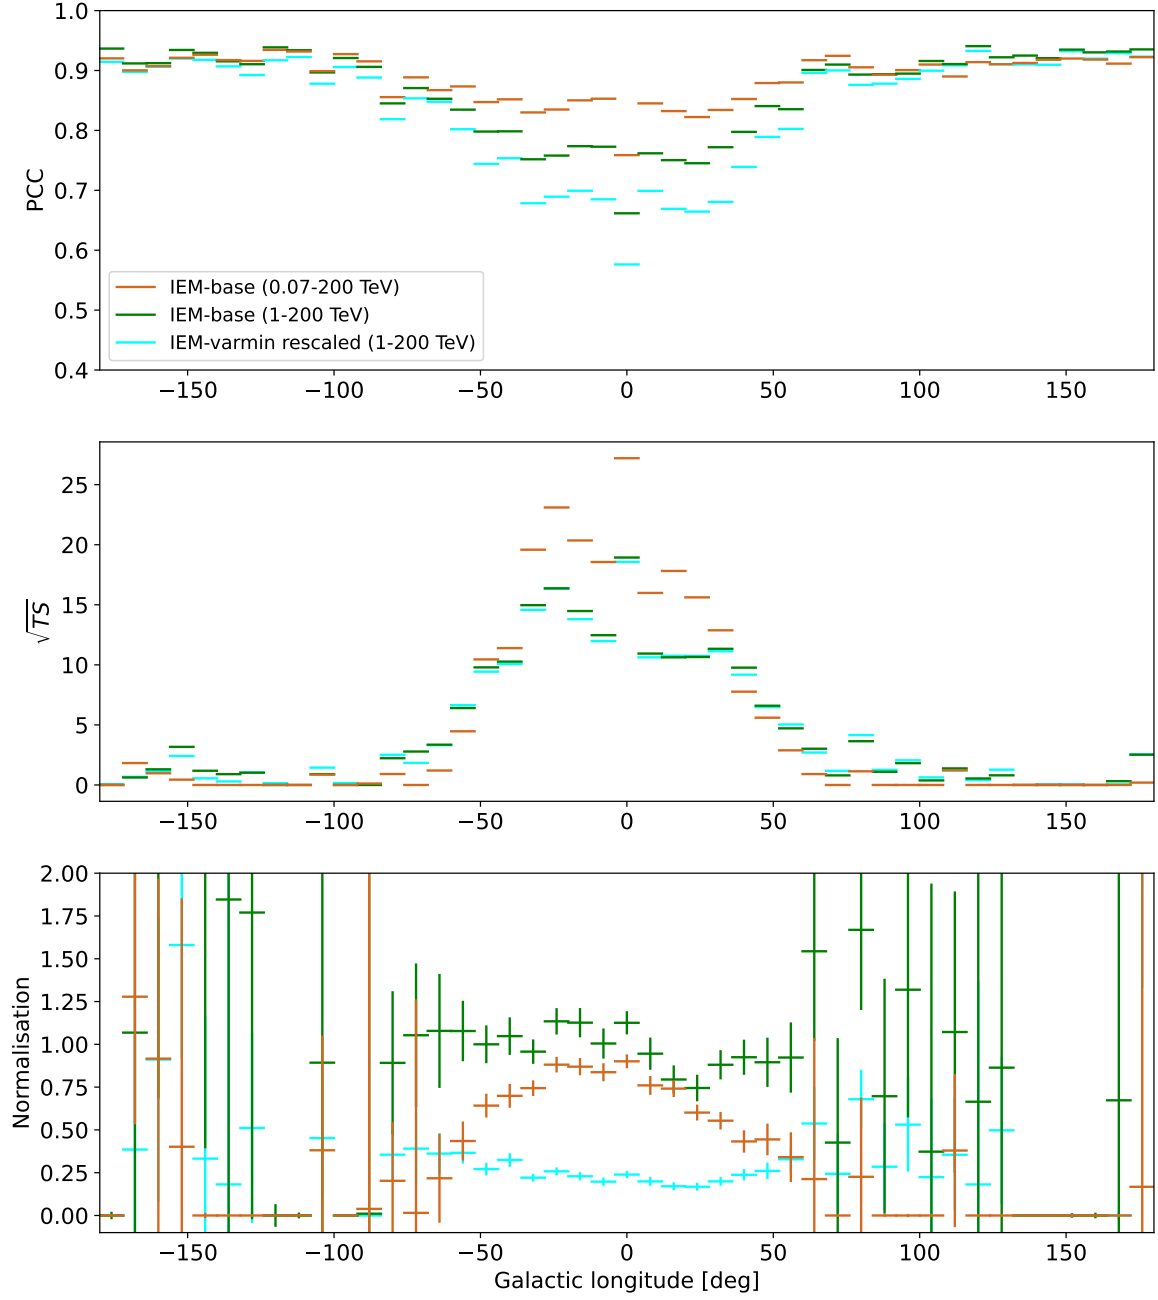 1.0
0.9
0.8
0.7
0.6
0.5
0.4
PCC
IEM-base (0.07-200 TeV)
IEM-base (1-200 TeV)
IEM-varmin rescaled (1-200 TeV)
−150 −100 −50 0 50 100 150
25
20
15
10
5
0
√TS
−150 −100 −50 0 50 100 150
2.00
1.75
1.50
1.25
1.00
0.75
0.50
0.25
0.00
Normalisation
−150 −100 −50 0 50 100 150
Galactic longitude [deg]